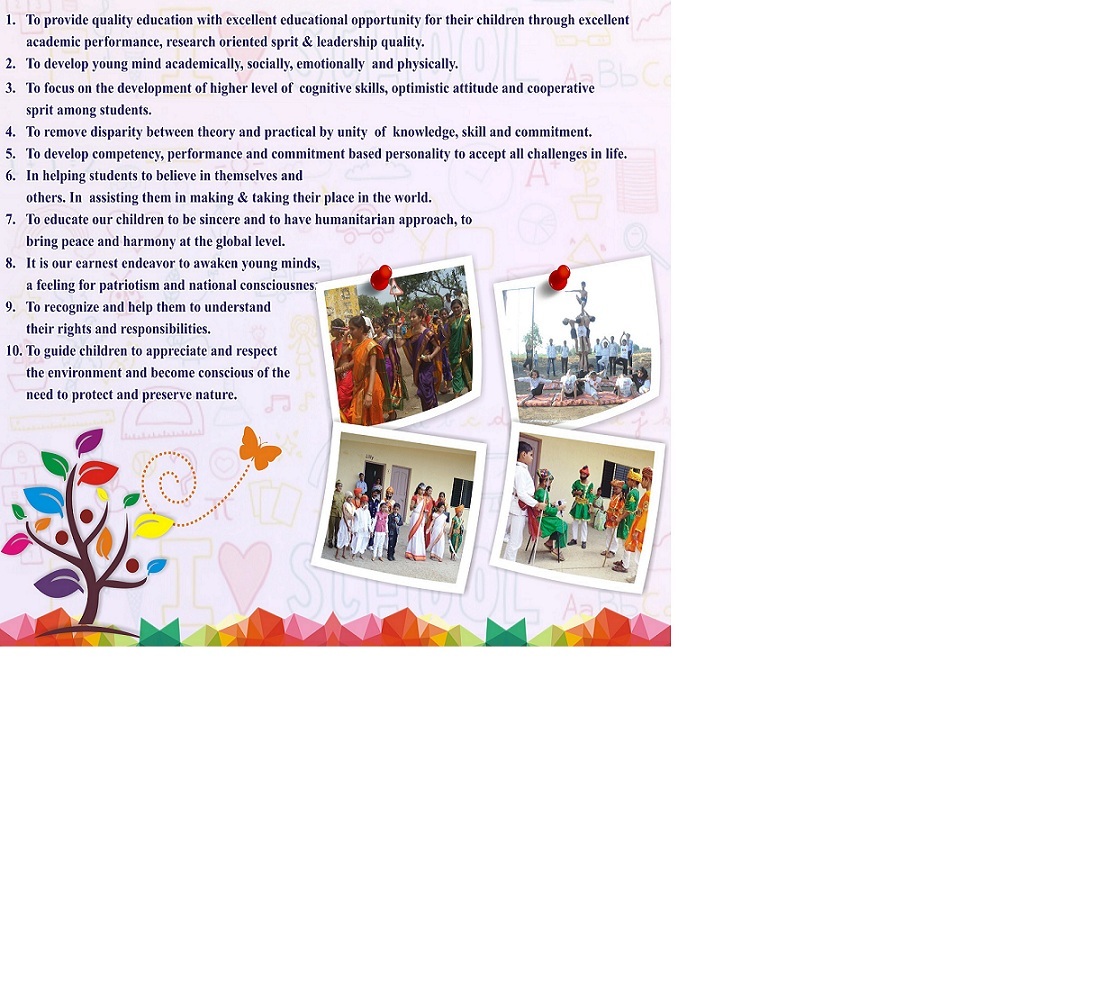 1. To provide quality education with excellent educational opportunity for their children through excellent
academic performance, research oriented sprit & leadership quality.
2. To develop young mind academically, socially, emotionally and physically.
3. To focus on the development of higher level of cognitive skills, optimistic attitude and cooperative
sprit among students.
4. To remove disparity between theory and practical by unity of knowledge, skill and commitment.
5. To develop competency, performance and commitment based personality to accept all challenges in life.
6. In helping students to believe in themselves and
others. In assisting them in making & taking their place in the world.
7. To educate our children to be sincere and to have humanitarian approach, to
bring peace and harmony at the global level.
8. It is our earnest endeavor to awaken young minds,
a feeling for patriotism and national consciousnes
9. To recognize and help them to understand
their rights and responsibilities.
10. To guide children to appreciate and respect
the environment and become conscious of the
need to protect and preserve nature.
I SCHOOL
AaBbCc
A+
I SCHOOL
AaBbCc